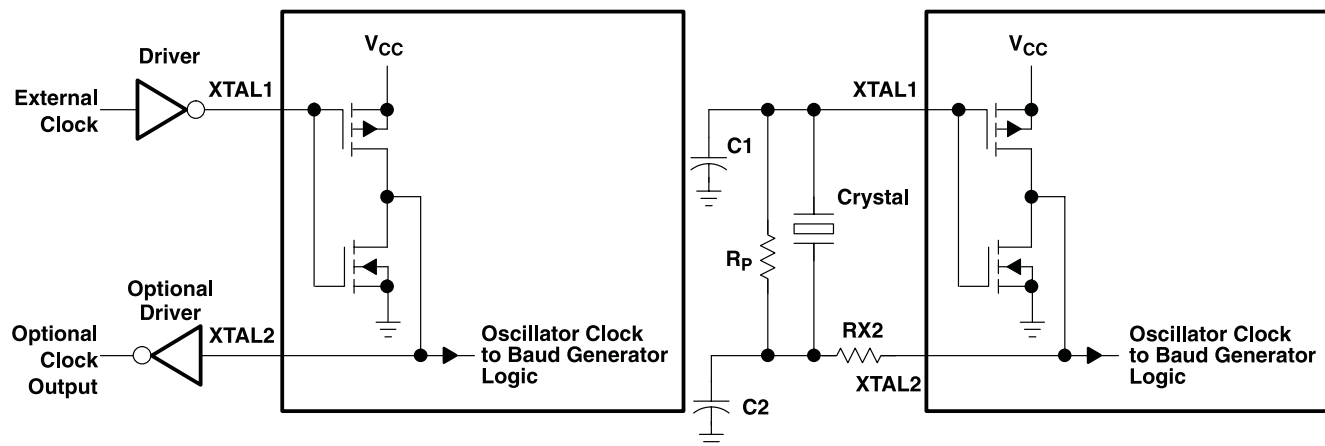 Driver
XTAL1
External
Clock
VCC
Optional
Driver
XTAL2
Optional
Clock
Output
Oscillator Clock
to Baud Generator
Logic
VCC
XTAL1
C1
Crystal
RP
RX2
XTAL2
C2
Oscillator Clock
to Baud Generator
Logic